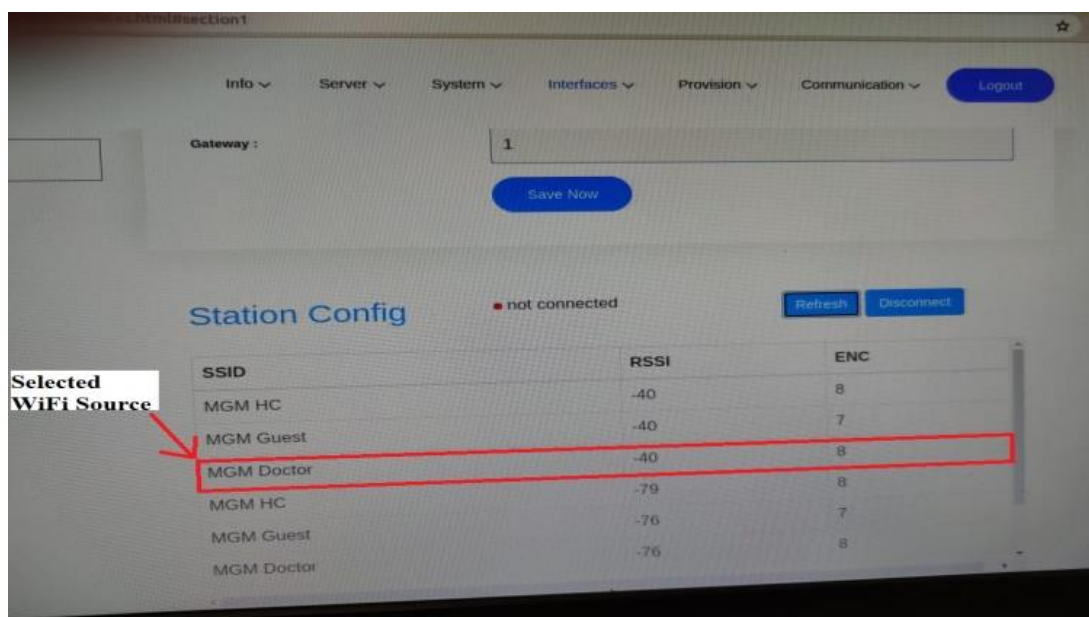 html#section1
Info Server System Interfaces Provision Communication Logout
Gateway : 1
Save Now
Station Config not connected Refresh Disconnect
SSID RSSI ENC
MGM HC -40 8
MGM Guest -40 7
Selected
WiFi Source
MGM Doctor -40 8
MGM HC -79 8
MGM Guest -76 7
MGM Doctor -76 8